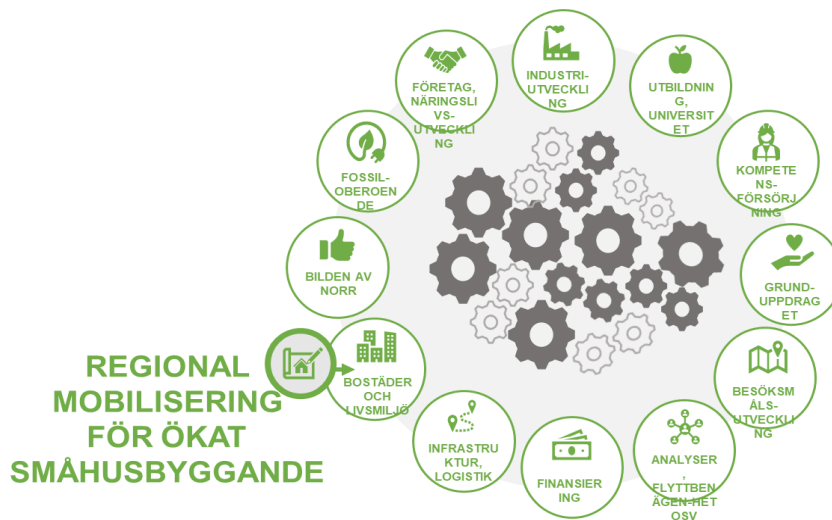 INDUSTRI-
UTVECKLI
NG
UTBILDNIN
G,
UNIVERSIT
ET
KOMPETE
NS-
FÖRSÖRJ
NING
GRUND-
UPPDRAG
ET
BESÖKSM
ÅLS-
UTVECKLI
NG
ANALYSER
,
FLYTTBEN
ÄGEN-HET
OSV
FINANSIER
ING
INFRASTRU
KTUR,
LOGISTIK
BOSTÄDER
OCH
LIVSMILJÖ
BILDEN AV
NORR
FOSSIL-
OBEROEN
DE
FÖRETAG,
NÄRINGSLI
VS-
UTVECKLI
NG
REGIONAL
MOBILISERING
FÖR ÖKAT
SMÅHUSBYGGANDE